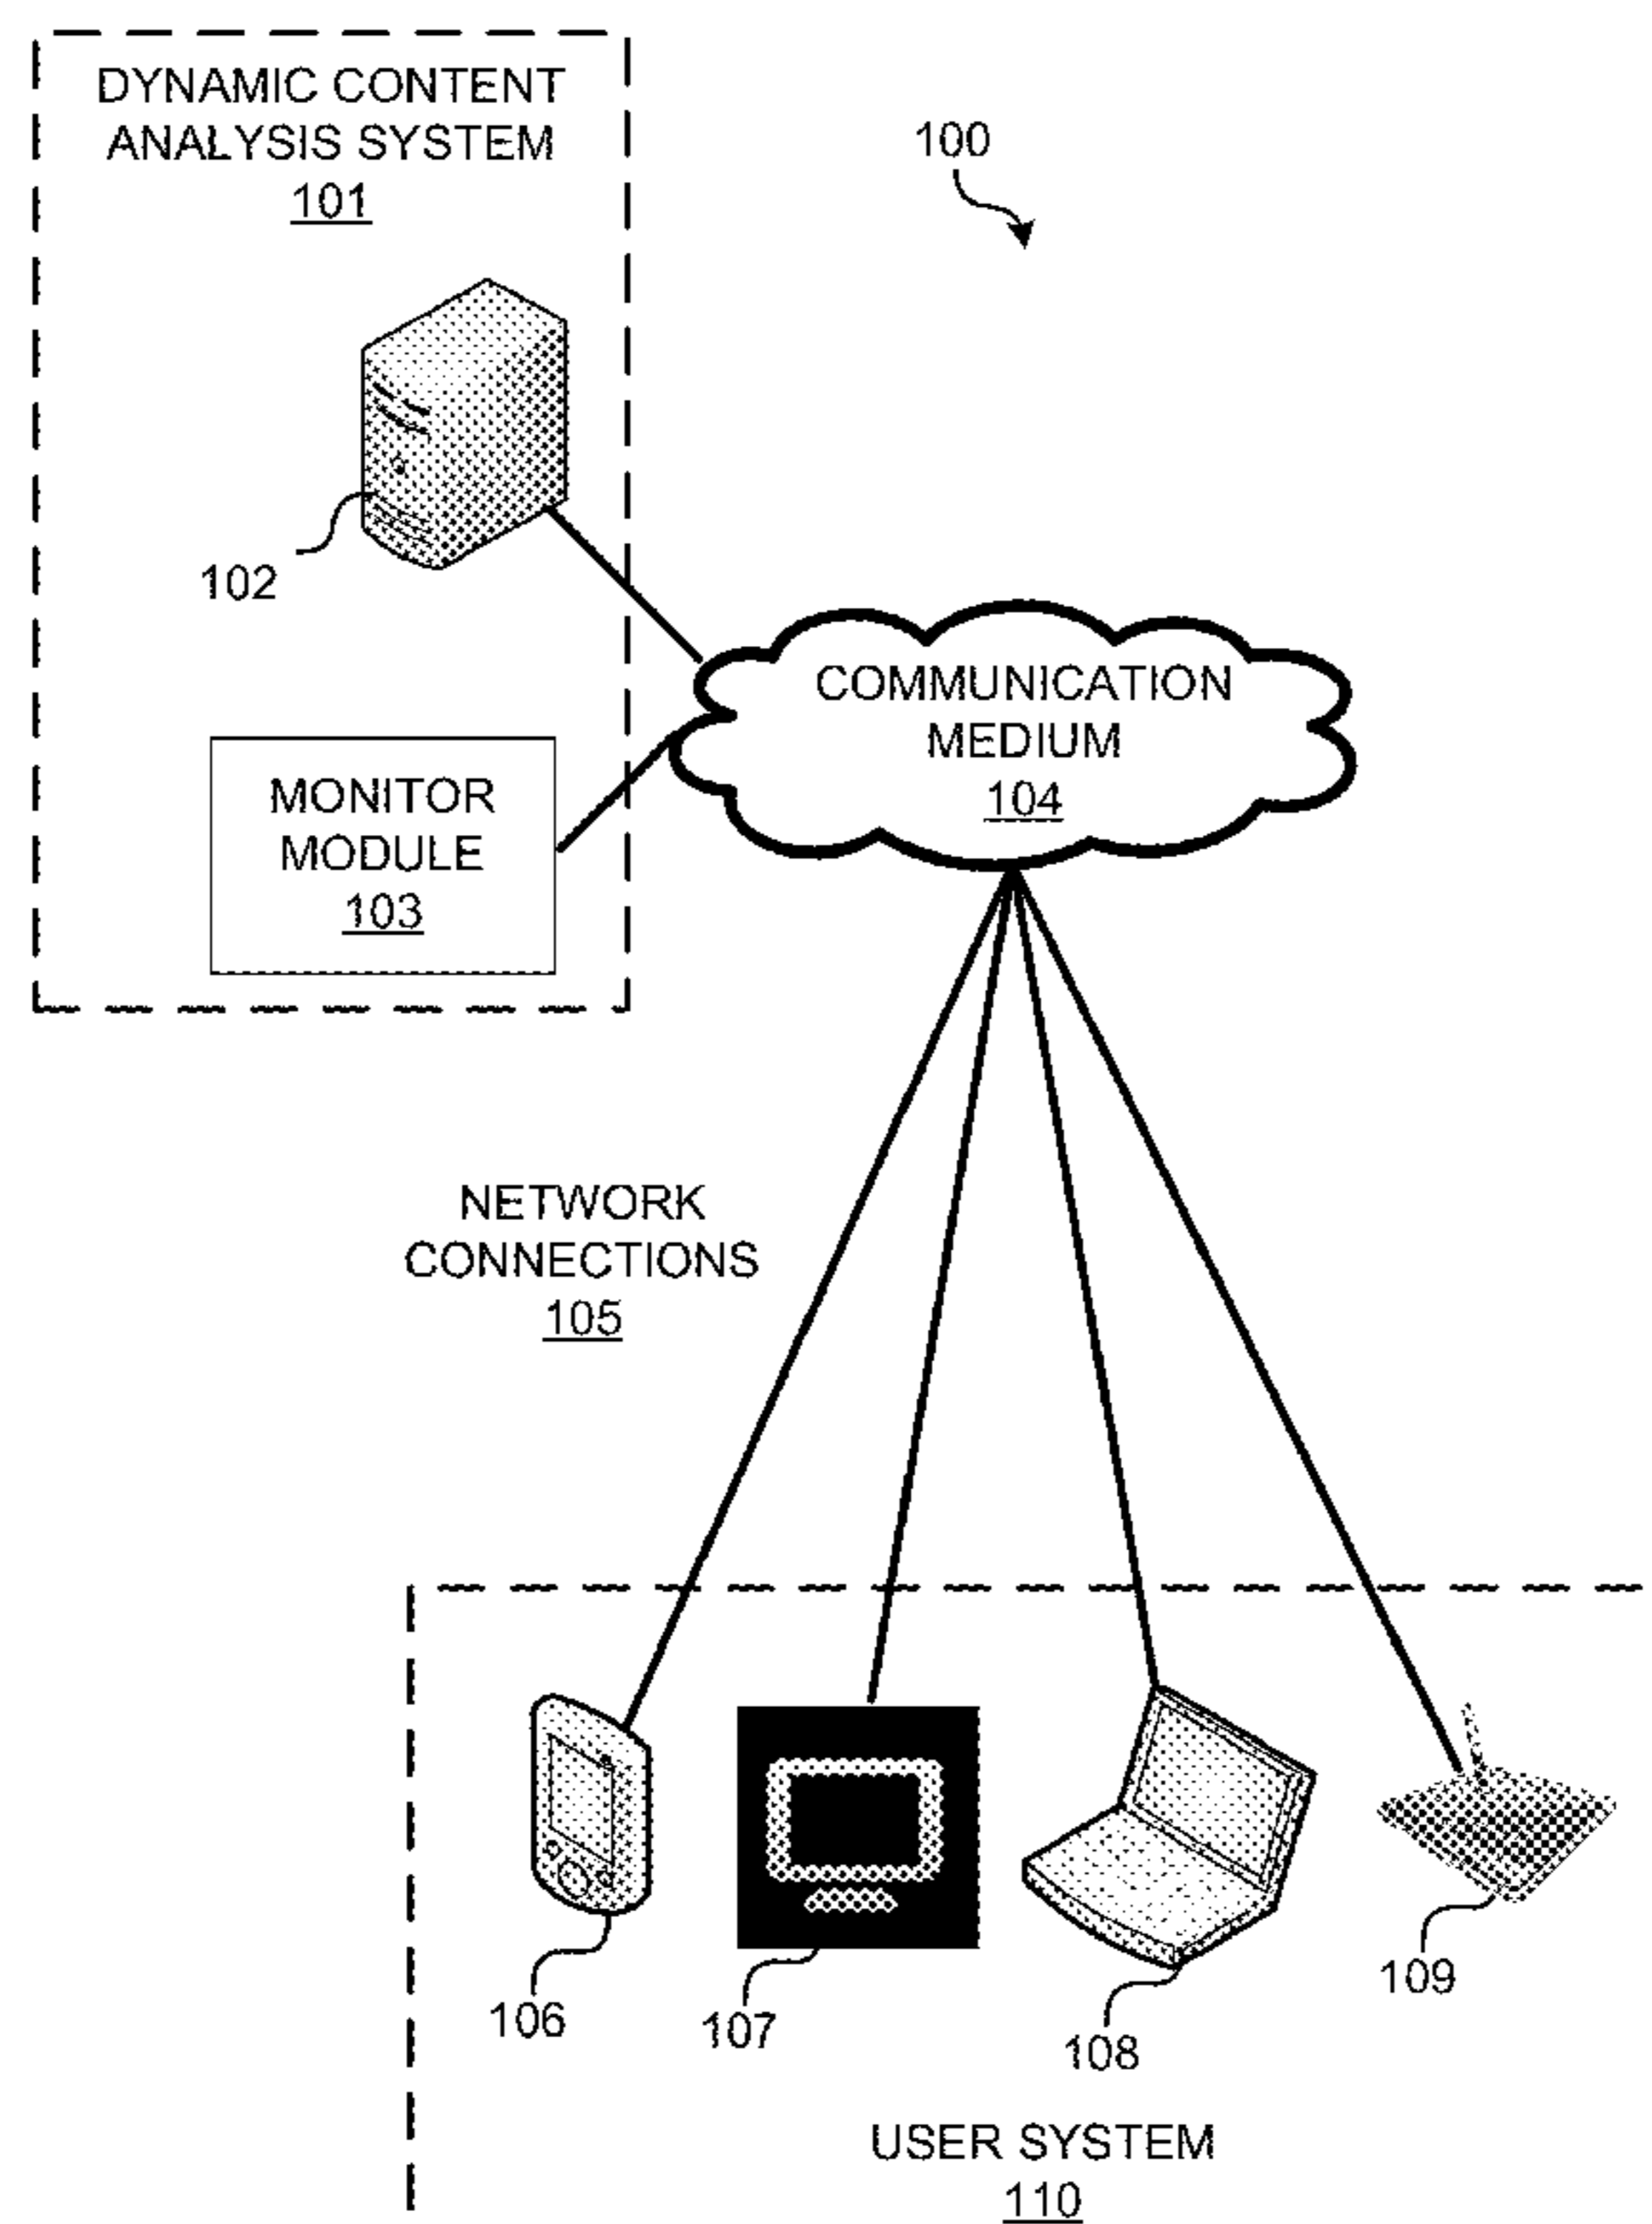 DYNAMIC CONTENT
ANALYSIS SYSTEM
101
100
102
COMMUNICATION
MEDIUM
104
MONITOR
MODULE
103
NETWORK
CONNECTIONS
105
106
107
108
109
USER SYSTEM
110